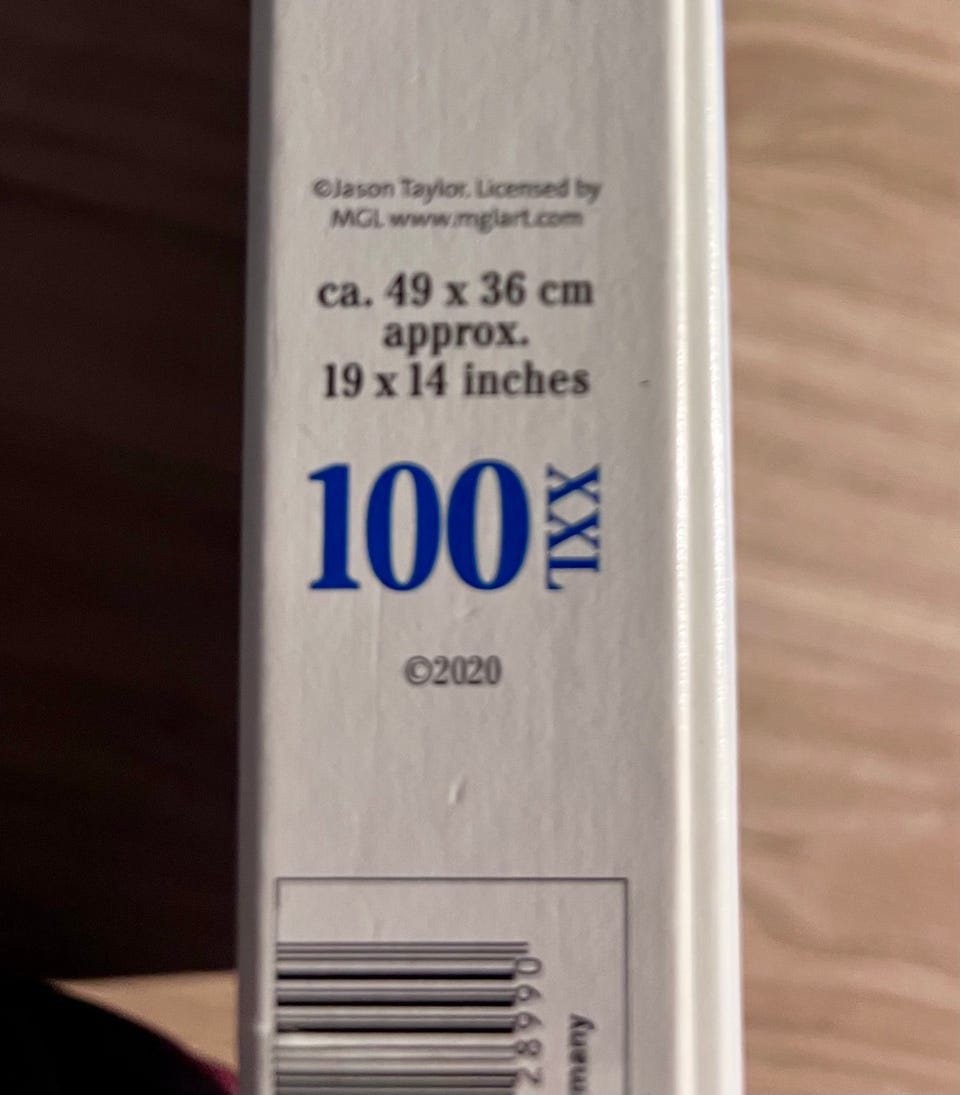 ©Jason Taylor. Licensed by
MGL www.mglart.com
ca. 49 x 36 cm
approx.
19 x 14 inches
100 XXL
©2020